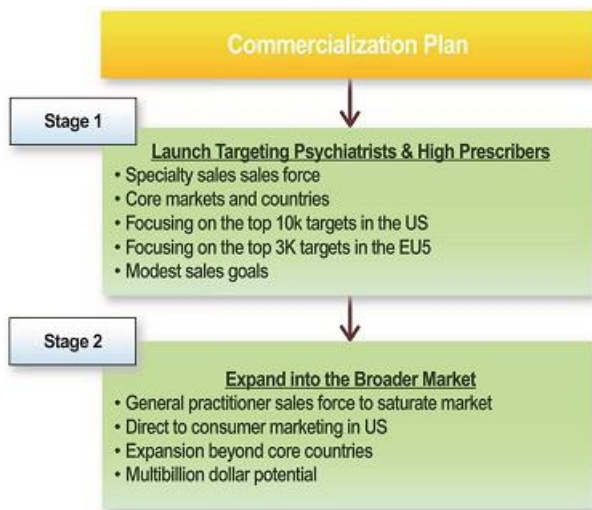 Commercialization Plan
Stage 1
Launch Targeting Psychiatrists & High Prescribers
• Specialty sales sales force
• Core markets and countries
• Focusing on the top 10k targets in the US
• Focusing on the top 3K targets in the EU5
• Modest sales goals
Stage 2
Expand into the Broader Market
• General practitioner sales force to saturate market
• Direct to consumer marketing in US
• Expansion beyond core countries
• Multibillion dollar potential